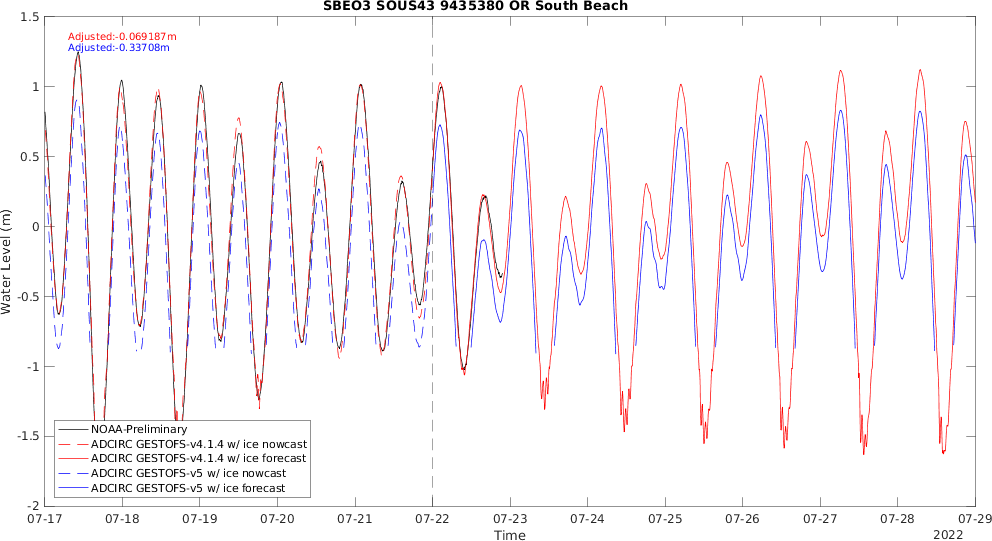 SBEO3 SOUS43 9435380 OR South Beach
Adjusted:-0.069187m
Adjusted:-0.33708m
1.5
1
0.5
0
-0.5
-1
-1.5
-2
Water Level (m)
NOAA-Preliminary
ADCIRC GESTOFS-v4.1.4 w/ ice nowcast
ADCIRC GESTOFS-v4.1.4 w/ ice forecast
ADCIRC GESTOFS-v5 w/ ice nowcast
ADCIRC GESTOFS-v5 w/ ice forecast
07-17 07-18 07-19 07-20 07-21 07-22 07-23 07-24 07-25 07-26 07-27 07-28 07-29
Time
2022